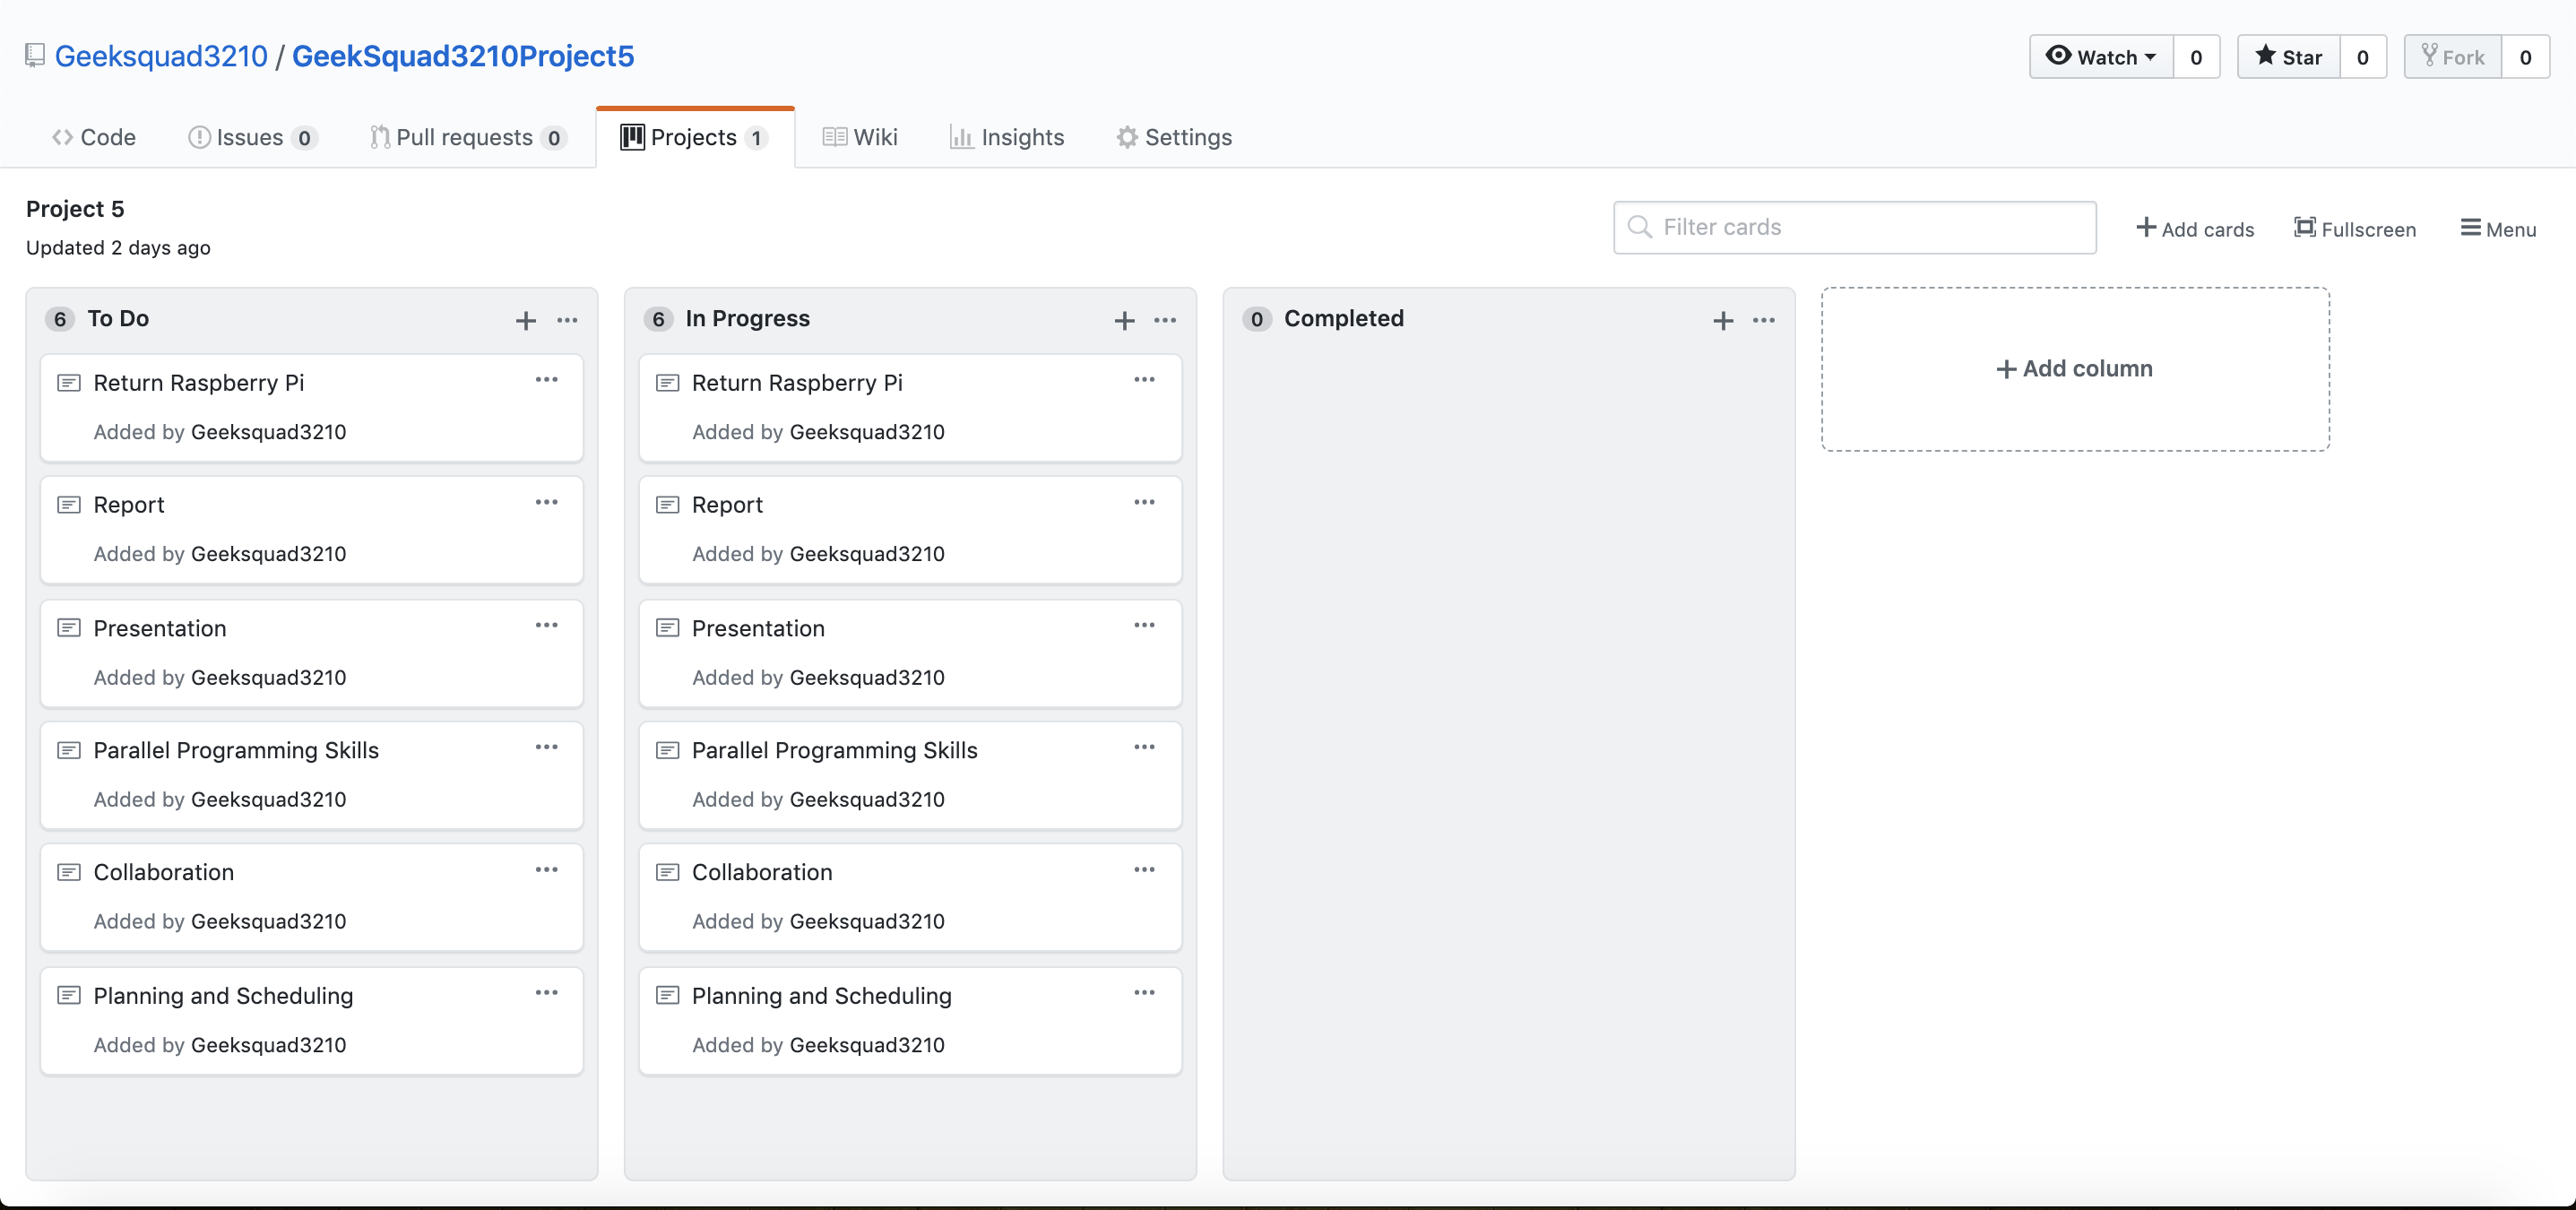 Geeksquad3210 / GeekSquad3210Project5
Watch 0 Star 0 Fork 0
Code Issues 0 Pull requests 0 Projects 1 Wiki Insights Settings
Project 5
Updated 2 days ago
Filter cards
Add cards Fullscreen Menu
6 To Do
Return Raspberry Pi
Added by Geeksquad3210
Report
Added by Geeksquad3210
Presentation
Added by Geeksquad3210
Parallel Programming Skills
Added by Geeksquad3210
Collaboration
Added by Geeksquad3210
Planning and Scheduling
Added by Geeksquad3210
6 In Progress
Return Raspberry Pi
Added by Geeksquad3210
Report
Added by Geeksquad3210
Presentation
Added by Geeksquad3210
Parallel Programming Skills
Added by Geeksquad3210
Collaboration
Added by Geeksquad3210
Planning and Scheduling
Added by Geeksquad3210
0 Completed
Add column